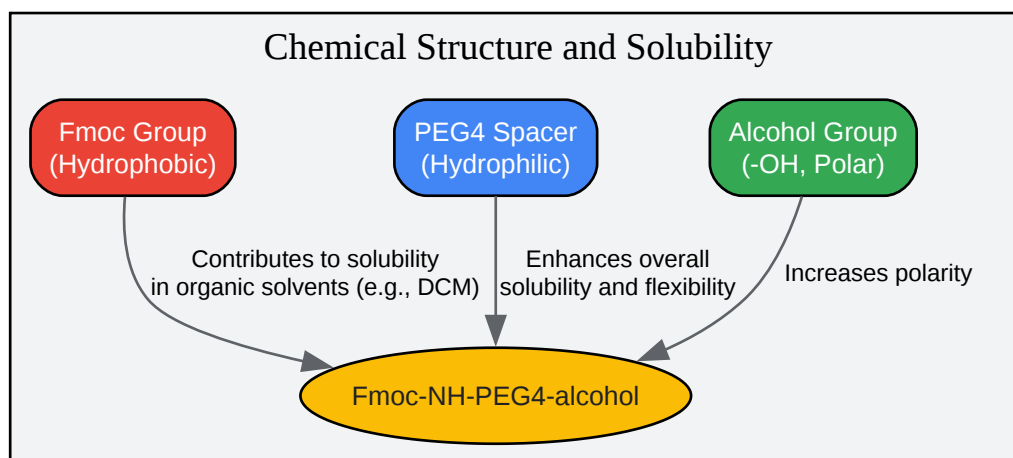 Chemical Structure and Solubility
Fmoc Group
(Hydrophobic)
PEG4 Spacer
(Hydrophilic)
Alcohol Group
(-OH, Polar)
Contributes to solubility
in organic solvents (e.g., DCM)
Enhances overall
solubility and flexibility
Increases polarity
Fmoc-NH-PEG4-alcohol